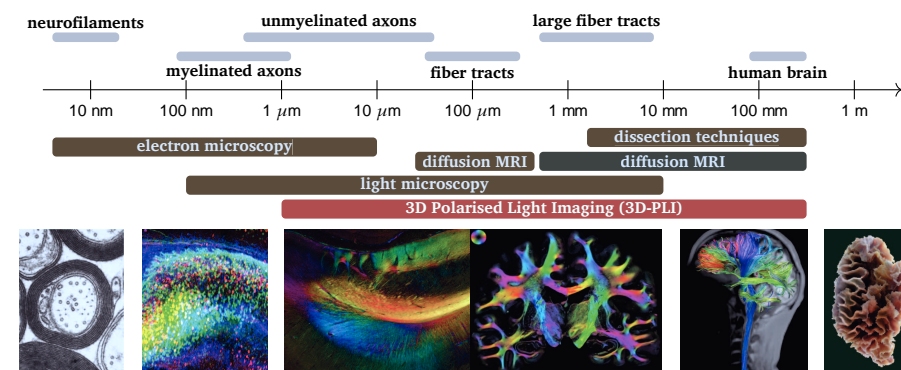 neurofilaments
unmyelinated axons
large fiber tracts
myelinated axons
fiber tracts
human brain
10 nm
100 nm
1 μm
10 μm
100 μm
1 mm
10 mm
100 mm
1 m
dissection techniques
electron microscopy
diffusion MRI
diffusion MRI
light microscopy
3D Polarised Light Imaging (3D-PLI)